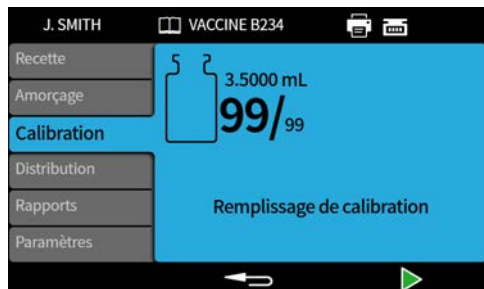 J. SMITH
VACCINE B234
Recette
Amorçage
Calibration
Distribution
Rapports
Paramètres
3.5000 mL
99/99
Remplissage de calibration